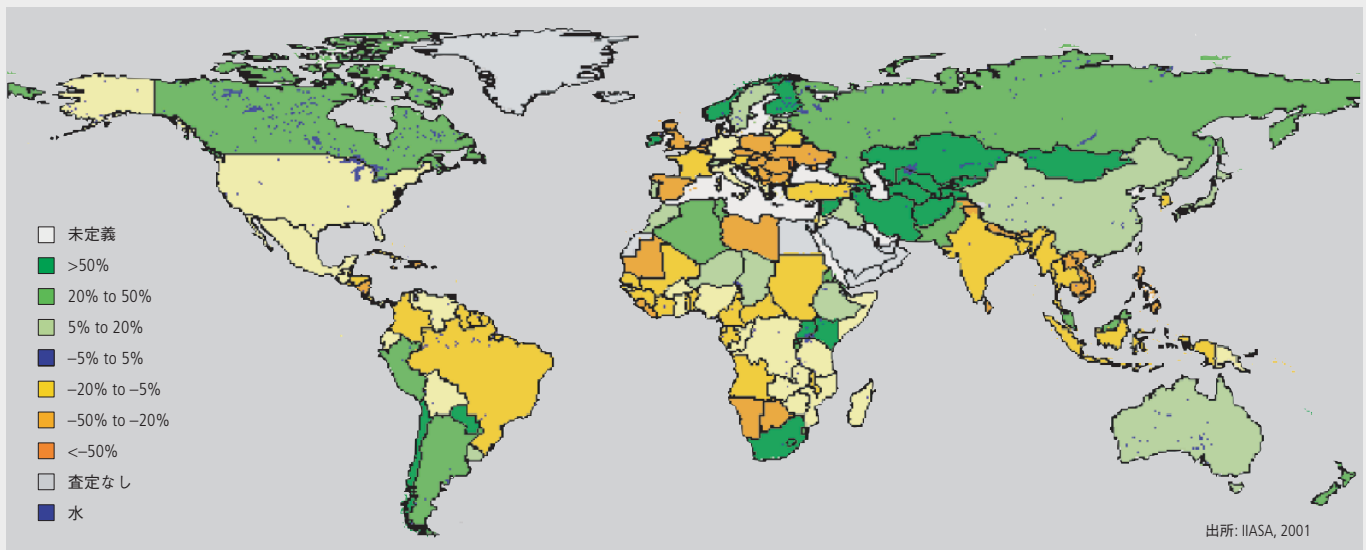 未定義
>50%
20% to 50%
5% to 20%
–5% to 5%
–20% to –5%
–50% to –20%
<–50%
査定なし
水
出所: IIASA, 2001